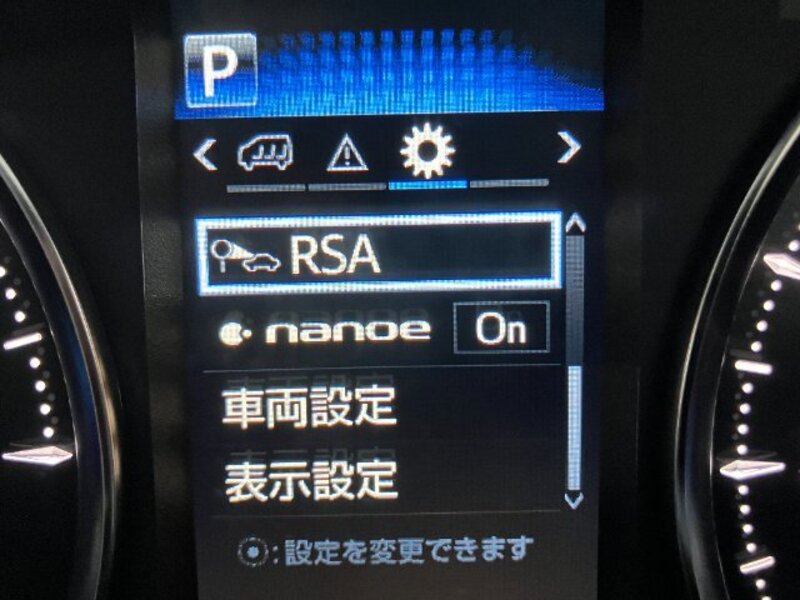 P
RSA
nanoe On
車両設定
表示設定
:設定を変更できます